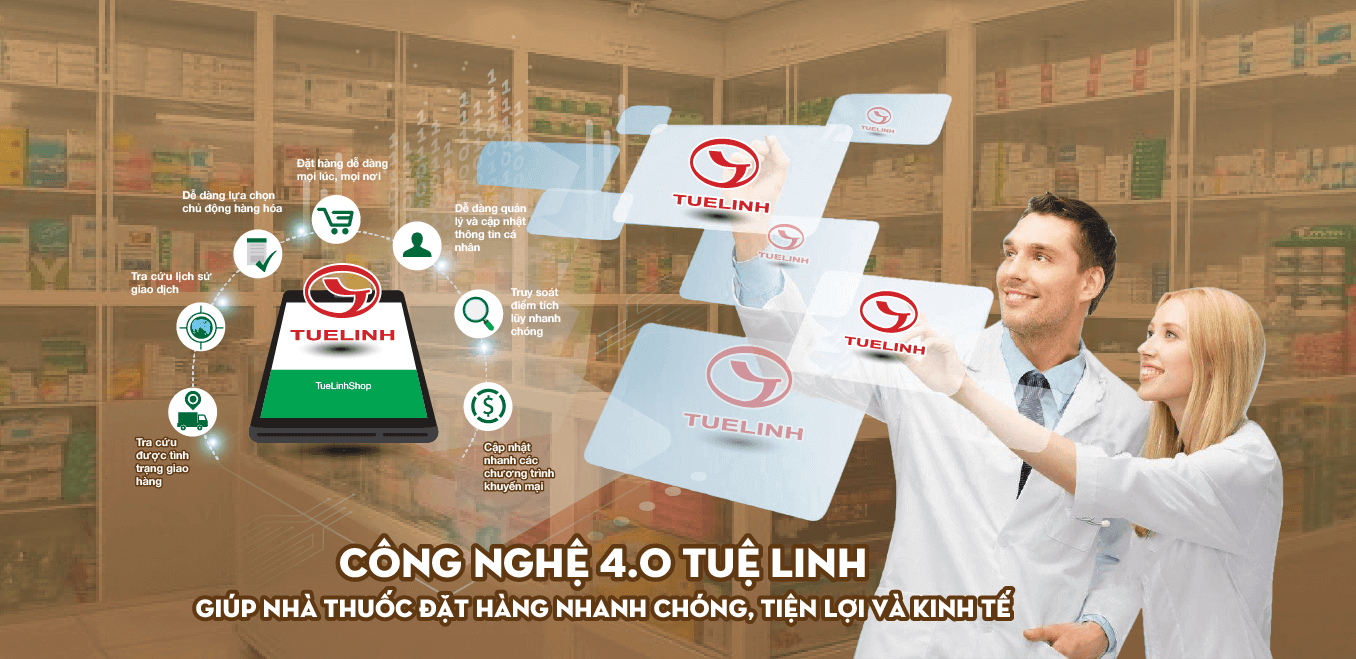 Đặt hàng dễ dàng
mọi lúc, mọi nơi
Dễ dàng lựa chọn
chủ động hàng hóa
Dễ dàng quản
lý và cập nhật
thông tin cá
nhân
Tra cứu lịch sử
giao dịch
Truy soát
điểm tích
lũy nhanh
chóng
Tra cứu
được tình
trạng giao
hàng
Cập nhật
nhanh các
chương trình
khuyến mại
TUELINH
TueLinhShop
TUELINH
TUELINH
TUELINH
TUELINH
TUELINH
CÔNG NGHỆ 4.0 TUỆ LINH
GIÚP NHÀ THUỐC ĐẶT HÀNG NHANH CHÓNG, TIỆN LỢI VÀ KINH TẾ